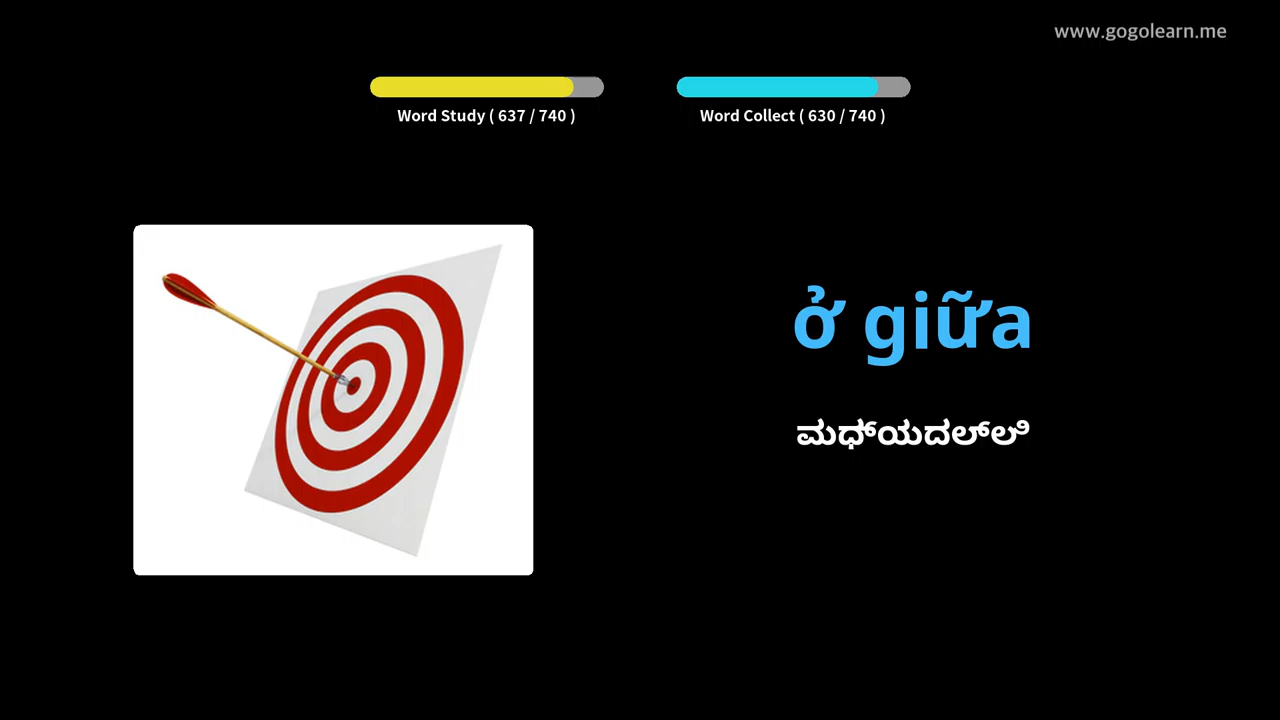 www.gogolearn.me
Word Study ( 637 / 740 )
Word Collect ( 630 / 740 )
ở giữa
ಮಧ್ಯದಲ್ಲಿ